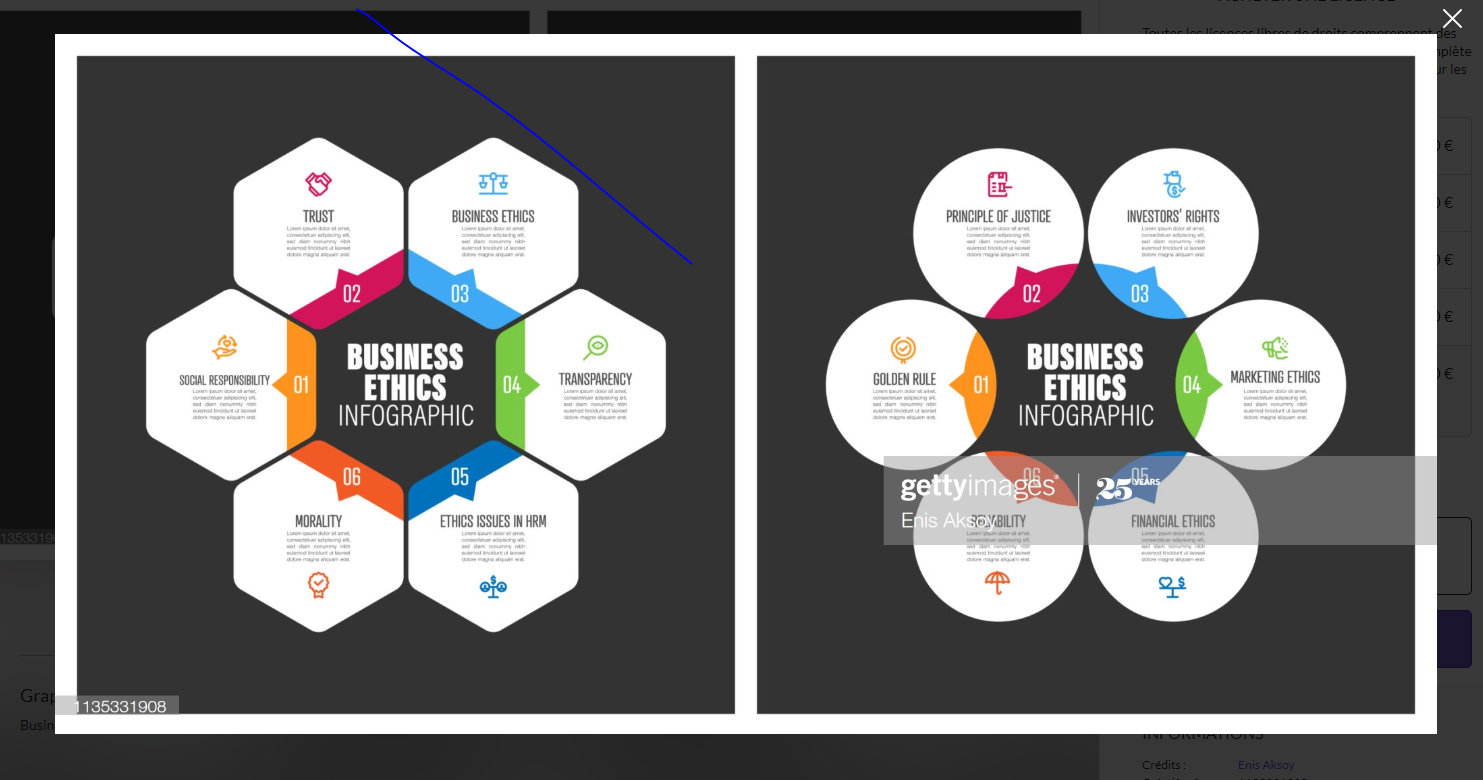 TRUST
Lorem ipsum dolor sit amet,
consectetuer adipiscing elit,
sed diam nonummy nibh
euismod tincidunt ut laoreet
dolore magna aliquam erat.
02
BUSINESS ETHICS
Lorem ipsum dolor sit amet,
consectetuer adipiscing elit,
sed diam nonummy nibh
euismod tincidunt ut laoreet
dolore magna aliquam erat.
03
SOCIAL RESPONSIBILITY
Lorem ipsum dolor sit amet,
consectetuer adipiscing elit,
sed diam nonummy nibh
euismod tincidunt ut laoreet
dolore magna aliquam erat.
01
BUSINESS
ETHICS
INFOGRAPHIC
04
TRANSPARENCY
Lorem ipsum dolor sit amet,
consectetuer adipiscing elit,
sed diam nonummy nibh
euismod tincidunt ut laoreet
dolore magna aliquam erat.
06
MORALITY
Lorem ipsum dolor sit amet,
consectetuer adipiscing elit,
sed diam nonummy nibh
euismod tincidunt ut laoreet
dolore magna aliquam erat.
05
ETHICS ISSUES IN HRM
Lorem ipsum dolor sit amet,
consectetuer adipiscing elit,
sed diam nonummy nibh
euismod tincidunt ut laoreet
dolore magna aliquam erat.
1135331908
PRINCIPLE OF JUSTICE
Lorem ipsum dolor sit amet,
consectetuer adipiscing elit,
sed diam nonummy nibh
euismod tincidunt ut laoreet
dolore magna aliquam erat.
02
INVESTORS' RIGHTS
Lorem ipsum dolor sit amet,
consectetuer adipiscing elit,
sed diam nonummy nibh
euismod tincidunt ut laoreet
dolore magna aliquam erat.
03
GOLDEN RULE
Lorem ipsum dolor sit amet,
consectetuer adipiscing elit,
sed diam nonummy nibh
euismod tincidunt ut laoreet
dolore magna aliquam erat.
01
BUSINESS
ETHICS
INFOGRAPHIC
04
MARKETING ETHICS
Lorem ipsum dolor sit amet,
consectetuer adipiscing elit,
sed diam nonummy nibh
euismod tincidunt ut laoreet
dolore magna aliquam erat.
06
05
gettyimages | 25 YEARS
Enis Aksoy
FINANCIAL ETHICS
Lorem ipsum dolor sit amet,
consectetuer adipiscing elit,
sed diam nonummy nibh
euismod tincidunt ut laoreet
dolore magna aliquam erat.
Lorem ipsum dolor sit amet,
consectetuer adipiscing elit,
sed diam nonummy nibh
euismod tincidunt ut laoreet
dolore magna aliquam erat.
INFORMATIONS
Crédits : Enis Aksoy